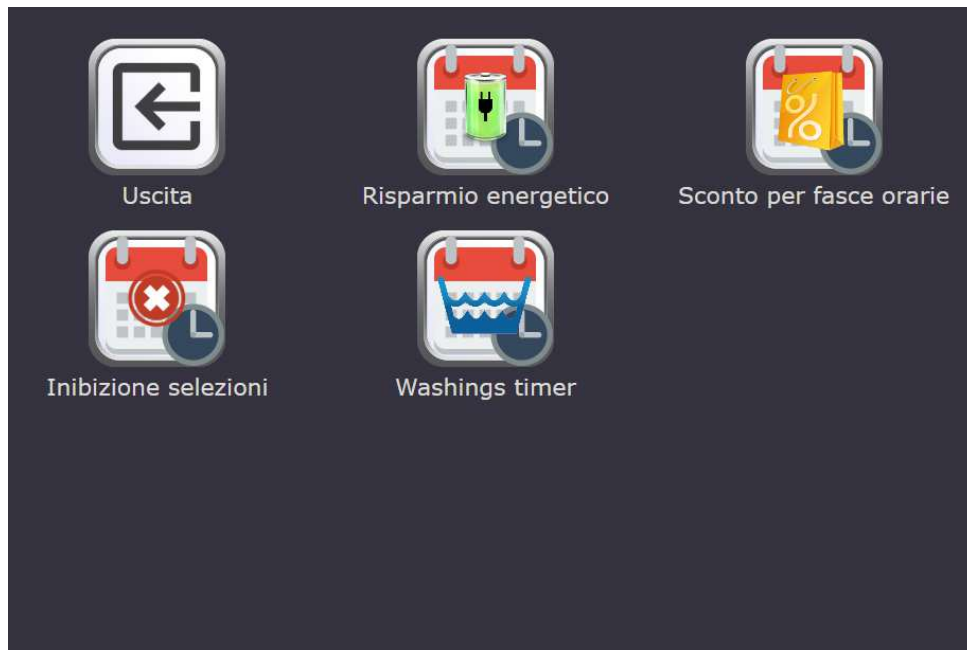 Uscita
Risparmio energetico
Sconto per fasce orarie
Inibizione selezioni
Washings timer